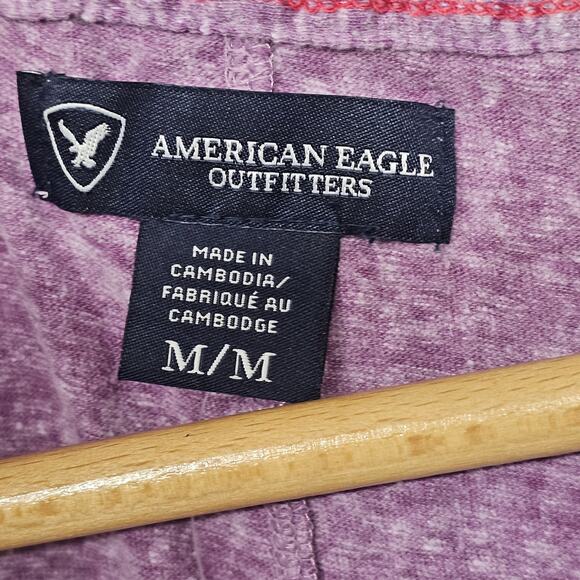 AMERICAN EAGLE
OUTFITTERS
MADE IN
CAMBODIA/
FABRIQUÉ AU
CAMBODGE
M/M